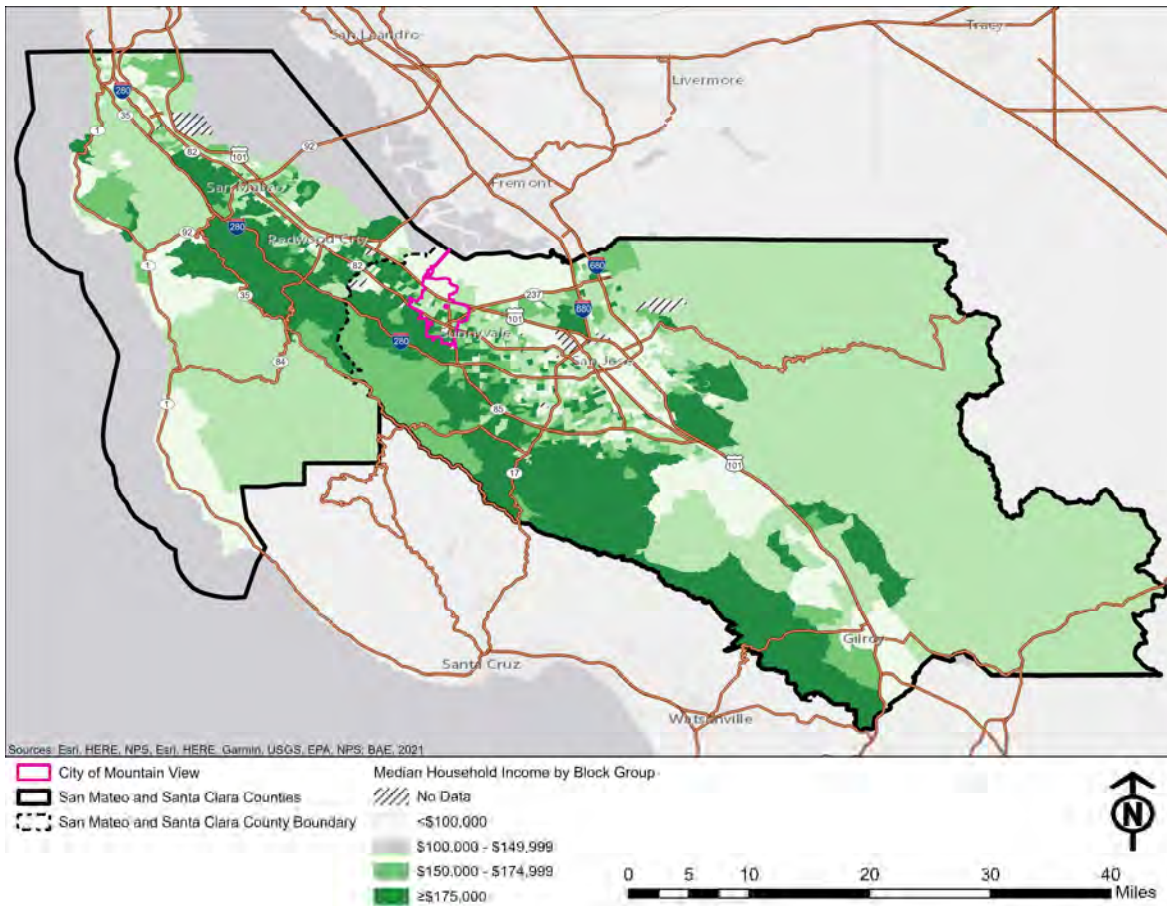 San Leandro
Tracy
Livermore
280
35
1
92
82
101
Fremont
San Mateo
280
Redwood City
92
82
1
35
680
237
880
101
Sunnyvale
280
San Jose
84
85
1
101
17
Gilroy
Santa Cruz
Watsonville
Sources: Esri, HERE, NPS, Esri, HERE, Garmin, USGS, EPA, NPS; BAE, 2021
City of Mountain View
San Mateo and Santa Clara Counties
San Mateo and Santa Clara County Boundary
Median Household Income by Block Group
No Data
<$100,000
$100,000 - $149,999
$150,000 - $174,999
≥$175,000
N
0 5 10 20 30 40
Miles